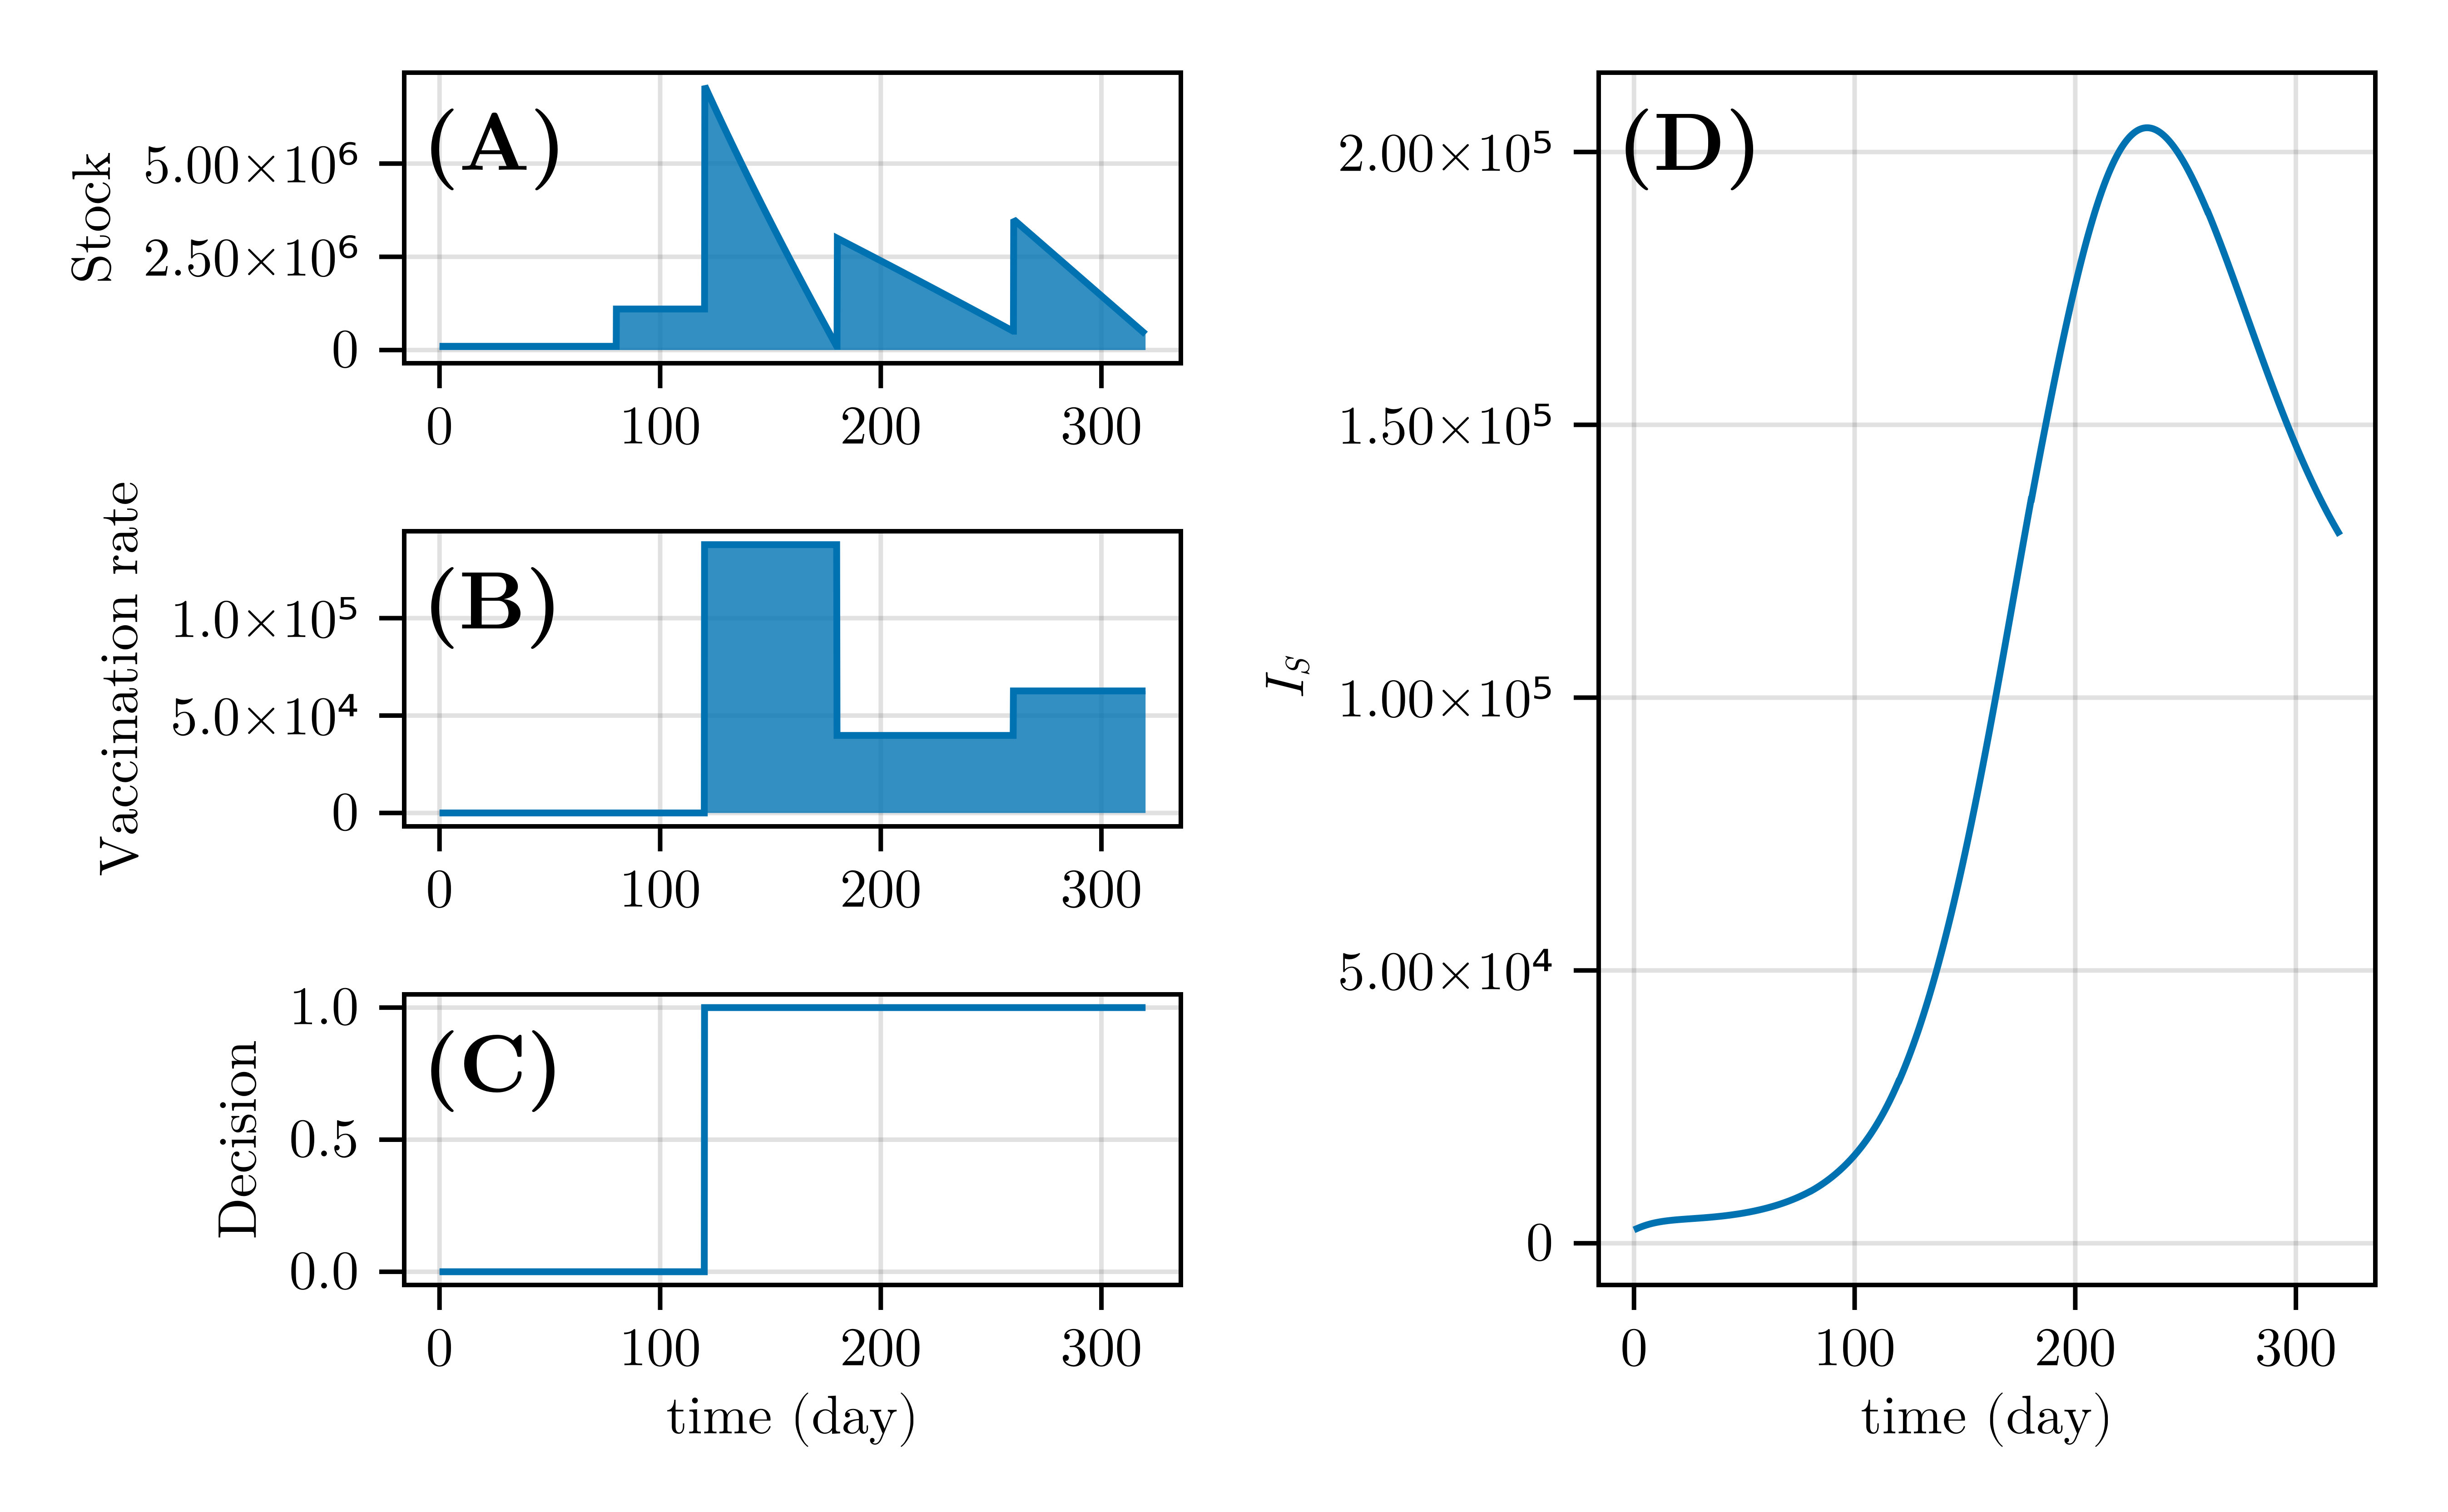 (A)
Stock
5.00×10⁶
2.50×10⁶
0
0 100 200 300
(B)
Vaccination rate
1.0×10⁵
5.0×10⁴
0
0 100 200 300
(C)
Decision
1.0
0.5
0.0
0 100 200 300
time (day)
(D)
I_S
2.00×10⁵
1.50×10⁵
1.00×10⁵
5.00×10⁴
0
0 100 200 300
time (day)